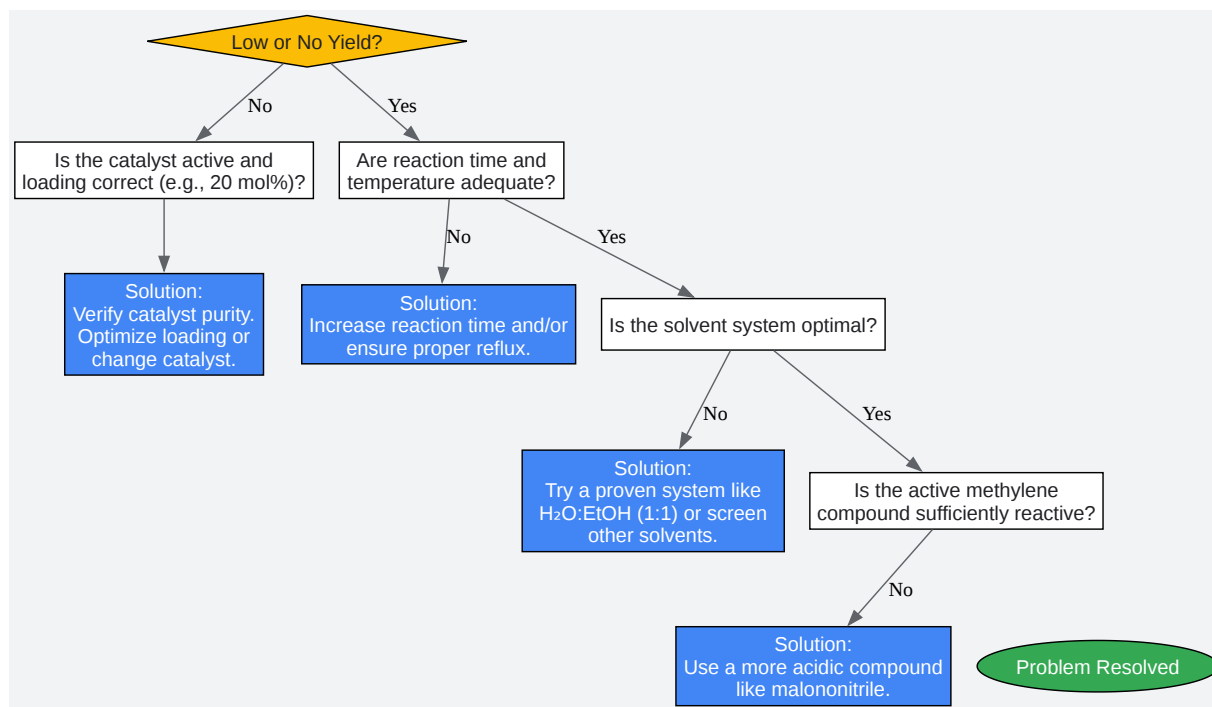 Low or No Yield?
No
Yes
Is the catalyst active and
loading correct (e.g., 20 mol%)?
Are reaction time and
temperature adequate?
No
Yes
Solution:
Verify catalyst purity.
Optimize loading or
change catalyst.
Solution:
Increase reaction time and/or
ensure proper reflux.
Is the solvent system optimal?
No
Yes
Solution:
Try a proven system like
H₂O:EtOH (1:1) or screen
other solvents.
Is the active methylene
compound sufficiently reactive?
No
Solution:
Use a more acidic compound
like malononitrile.
Problem Resolved